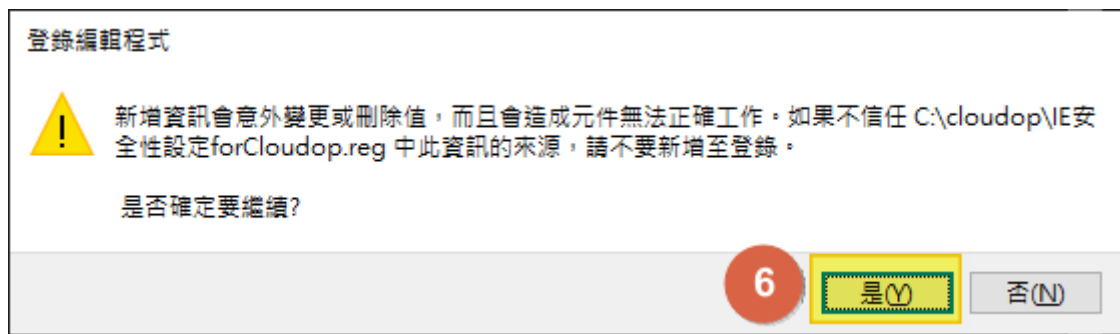 登錄編輯程式
新增資訊會意外變更或刪除值，而且會造成元件無法正確工作。如果不信任 C:\cloudop\IE安
全性設定forCloudop.reg 中此資訊的來源，請不要新增至登錄。
是否確定要繼續?
6 是(Y) 否(N)